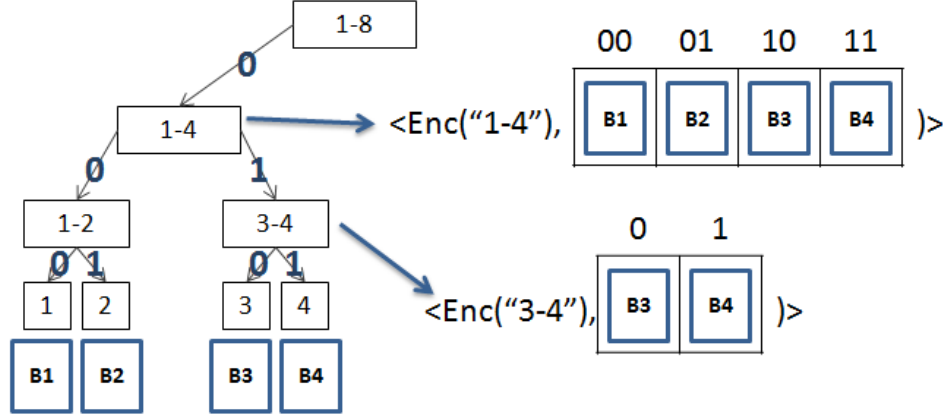 1-8
0
1-4
0 1
1-2 3-4
0 1 0 1
1 2 3 4
B1 B2 B3 B4
00 01 10 11
<Enc(“1-4”), B1 B2 B3 B4 )>
0 1
<Enc(“3-4”), B3 B4 )>